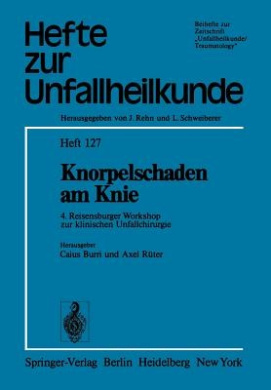 Hefte
zur
Unfallheilkunde
Beihefte zur
Zeitschrift
„Unfallheilkunde/
Traumatology"
Herausgegeben von J. Rehn und L. Schweiberer
Heft 127
Knorpelschaden
am Knie
4. Reisensburger Workshop
zur klinischen Unfallchirurgie
Herausgeber
Caius Burri und Axel Rüter
Springer-Verlag Berlin Heidelberg New York